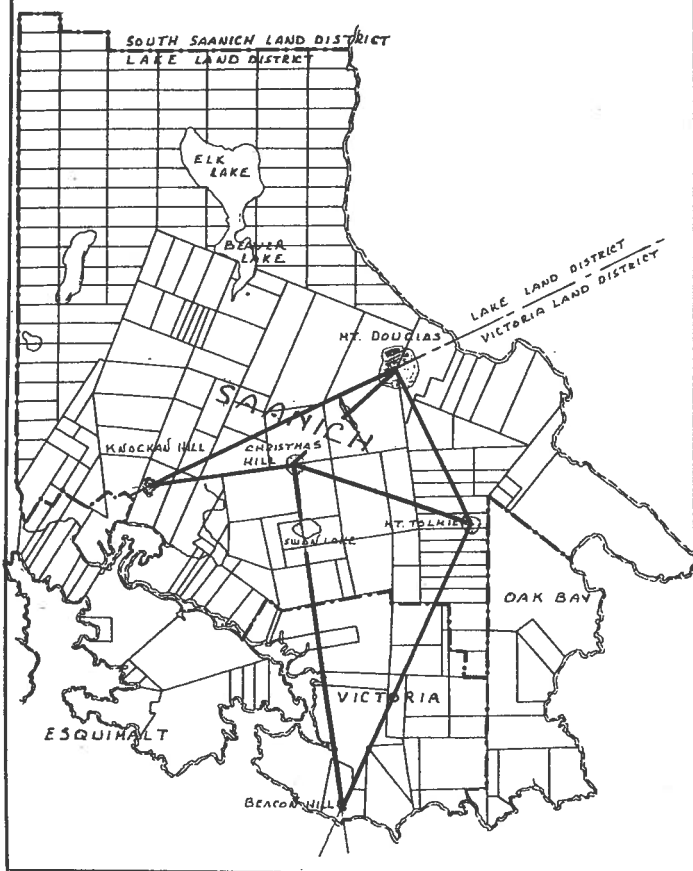 SOUTH SAANICH LAND DISTRICT
LAKE LAND DISTRICT
ELK
LAKE
BEAVER
LAKE
LAKE LAND DISTRICT
VICTORIA LAND DISTRICT
MT. DOUGLAS
SAANICH
KNOCKAN HILL
CHRISTMAS
HILL
SWAN LAKE
MT. TOLMIE
OAK BAY
VICTORIA
ESQUIMALT
BEACON HILL